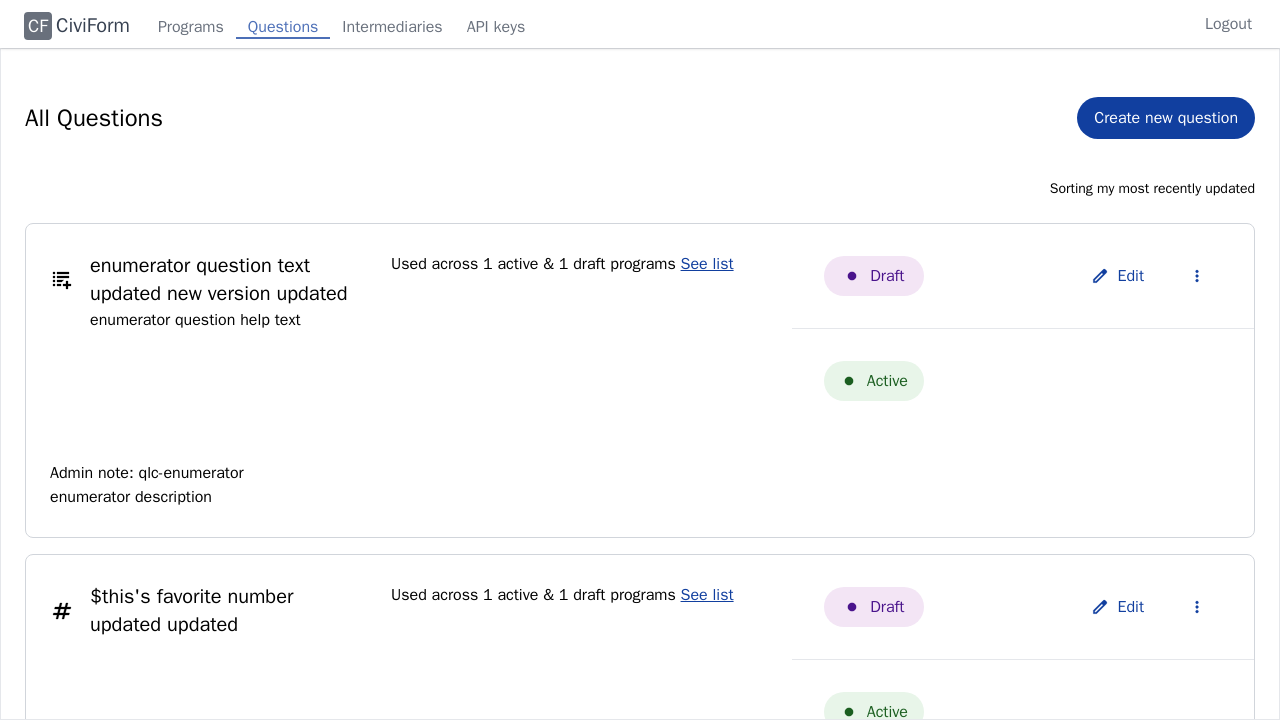 CF CiviForm Programs Questions Intermediaries API keys Logout
All Questions
Create new question
Sorting my most recently updated
enumerator question text
updated new version updated
enumerator question help text
Used across 1 active & 1 draft programs See list
Draft
Edit
Active
Admin note: qlc-enumerator
enumerator description
$this's favorite number
updated updated
Used across 1 active & 1 draft programs See list
Draft
Edit
Active